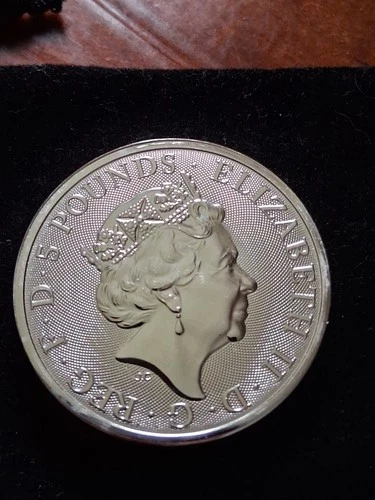 ELIZABETH II · D · G · REG · F · D · 5 POUNDS ·
JC